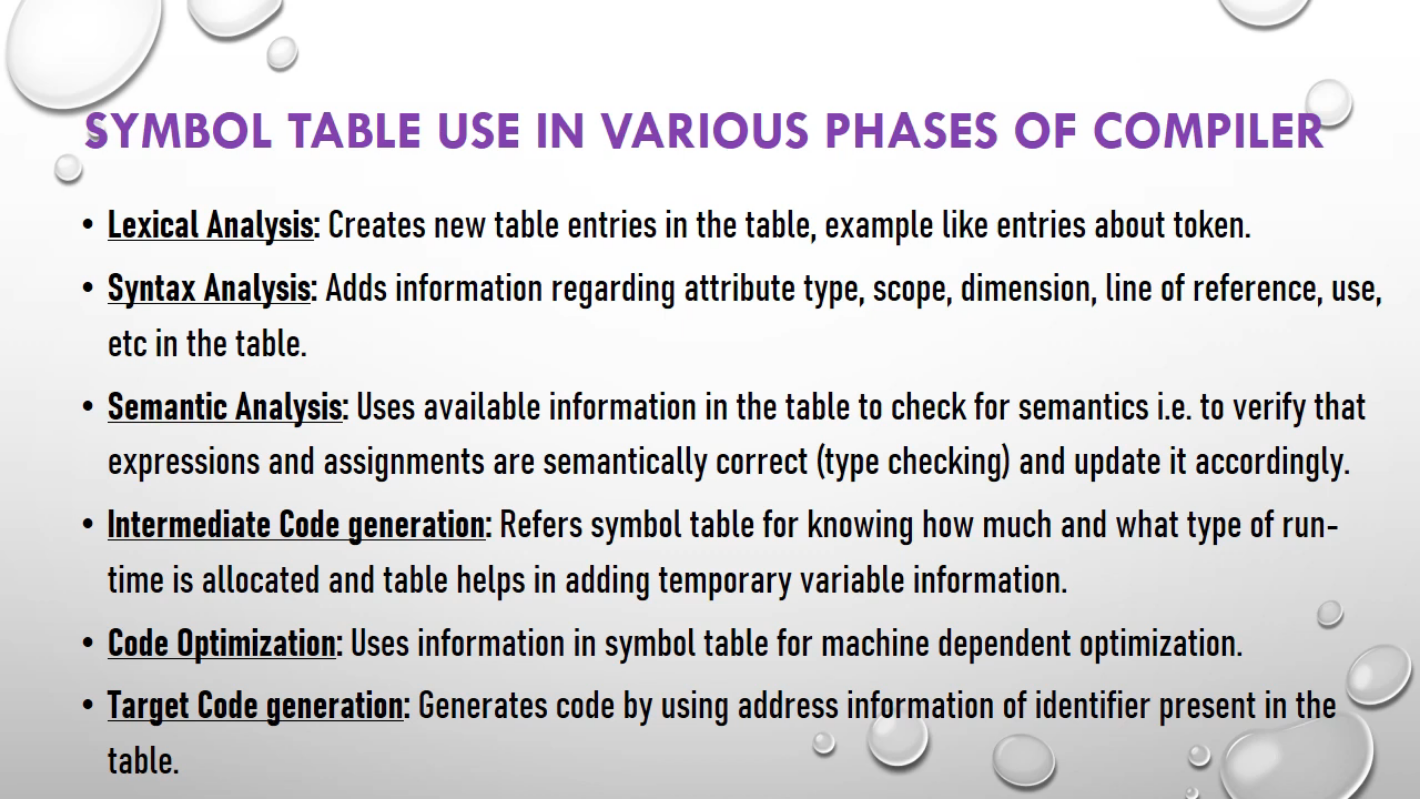 SYMBOL TABLE USE IN VARIOUS PHASES OF COMPILER
• Lexical Analysis: Creates new table entries in the table, example like entries about token.
• Syntax Analysis: Adds information regarding attribute type, scope, dimension, line of reference, use,
etc in the table.
• Semantic Analysis: Uses available information in the table to check for semantics i.e. to verify that
expressions and assignments are semantically correct (type checking) and update it accordingly.
• Intermediate Code generation: Refers symbol table for knowing how much and what type of run-
time is allocated and table helps in adding temporary variable information.
• Code Optimization: Uses information in symbol table for machine dependent optimization.
• Target Code generation: Generates code by using address information of identifier present in the
table.